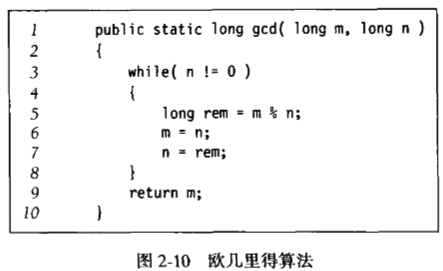 1 public static long gcd( long m, long n )
2 {
3 while( n != 0 )
4 {
5 long rem = m % n;
6 m = n;
7 n = rem;
8 }
9 return m;
10 }
图 2-10 欧几里得算法